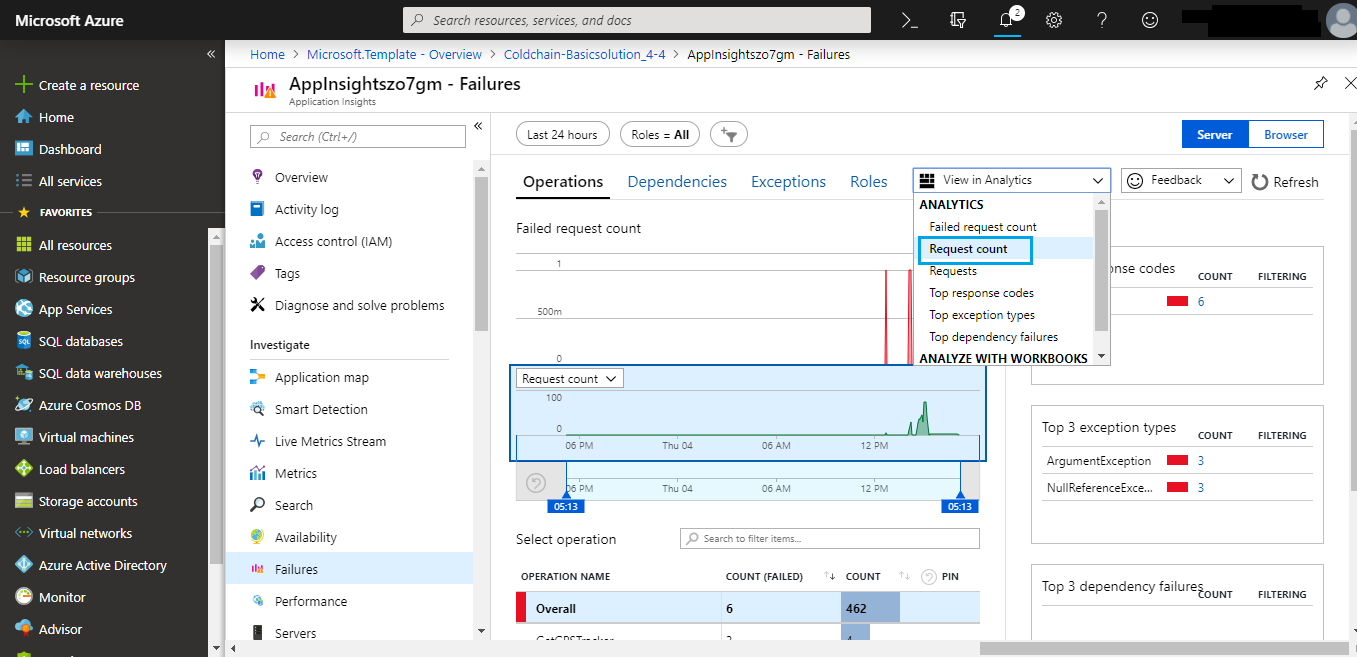 Microsoft Azure
Search resources, services, and docs
2
Home > Microsoft.Template - Overview > Coldchain-Basicsolution_4-4 > AppInsightszo7gm - Failures
Create a resource
Home
Dashboard
All services
FAVORITES
All resources
Resource groups
App Services
SQL databases
SQL data warehouses
Azure Cosmos DB
Virtual machines
Load balancers
Storage accounts
Virtual networks
Azure Active Directory
Monitor
Advisor
AppInsightszo7gm - Failures
Application Insights
Search (Ctrl+/)
Overview
Activity log
Access control (IAM)
Tags
Diagnose and solve problems
Investigate
Application map
Smart Detection
Live Metrics Stream
Metrics
Search
Availability
Failures
Performance
Servers
Last 24 hours
Roles = All
Server Browser
Operations Dependencies Exceptions Roles
View in Analytics
Feedback
Refresh
ANALYTICS
Failed request count
Request count
Requests
Top response codes
Top exception types
Top dependency failures
ANALYZE WITH WORKBOOKS
Failed request count
1
500m
0
Request count
100
0
06 PM Thu 04 06 AM 12 PM
06 PM Thu 04 06 AM 12 PM
05:13 05:13
Select operation
Search to filter items...
OPERATION NAME COUNT (FAILED) COUNT PIN
Overall 6 462
codes COUNT FILTERING
6
Top 3 exception types COUNT FILTERING
ArgumentException 3
NullReferenceExce... 3
Top 3 dependency failures COUNT FILTERING